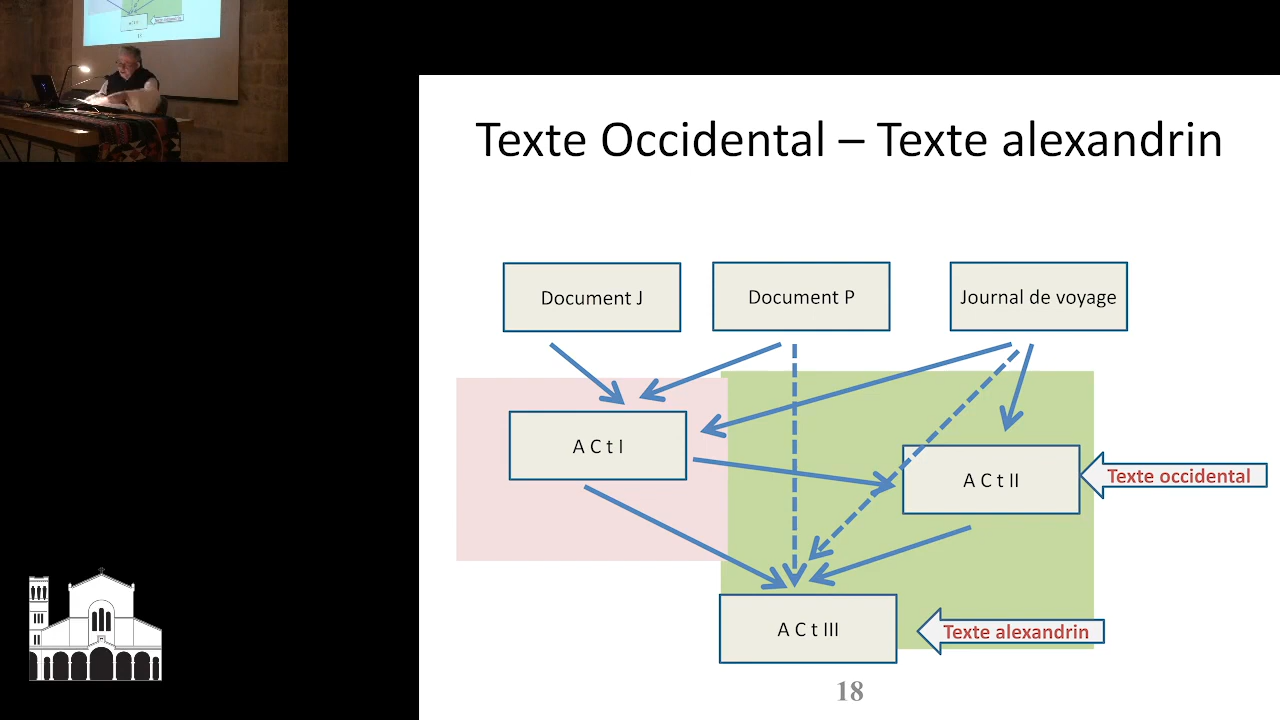 Texte Occidental – Texte alexandrin
Document J
Document P
Journal de voyage
A C t I
A C t II
Texte occidental
A C t III
Texte alexandrin
18